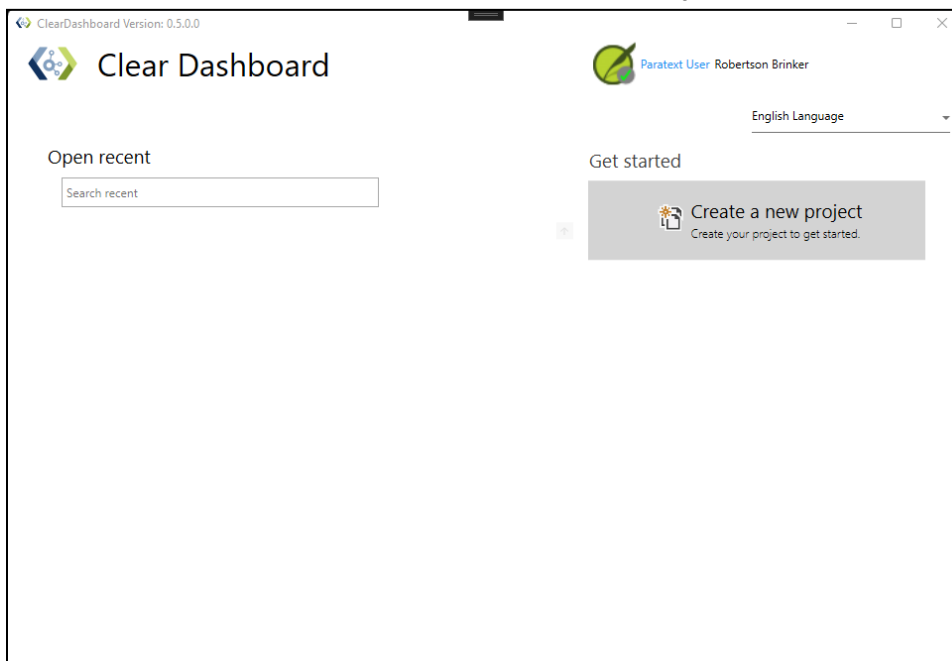 ClearDashboard Version: 0.5.0.0
Clear Dashboard
Paratext User Robertson Brinker
English Language
Open recent
Search recent
Get started
Create a new project
Create your project to get started.